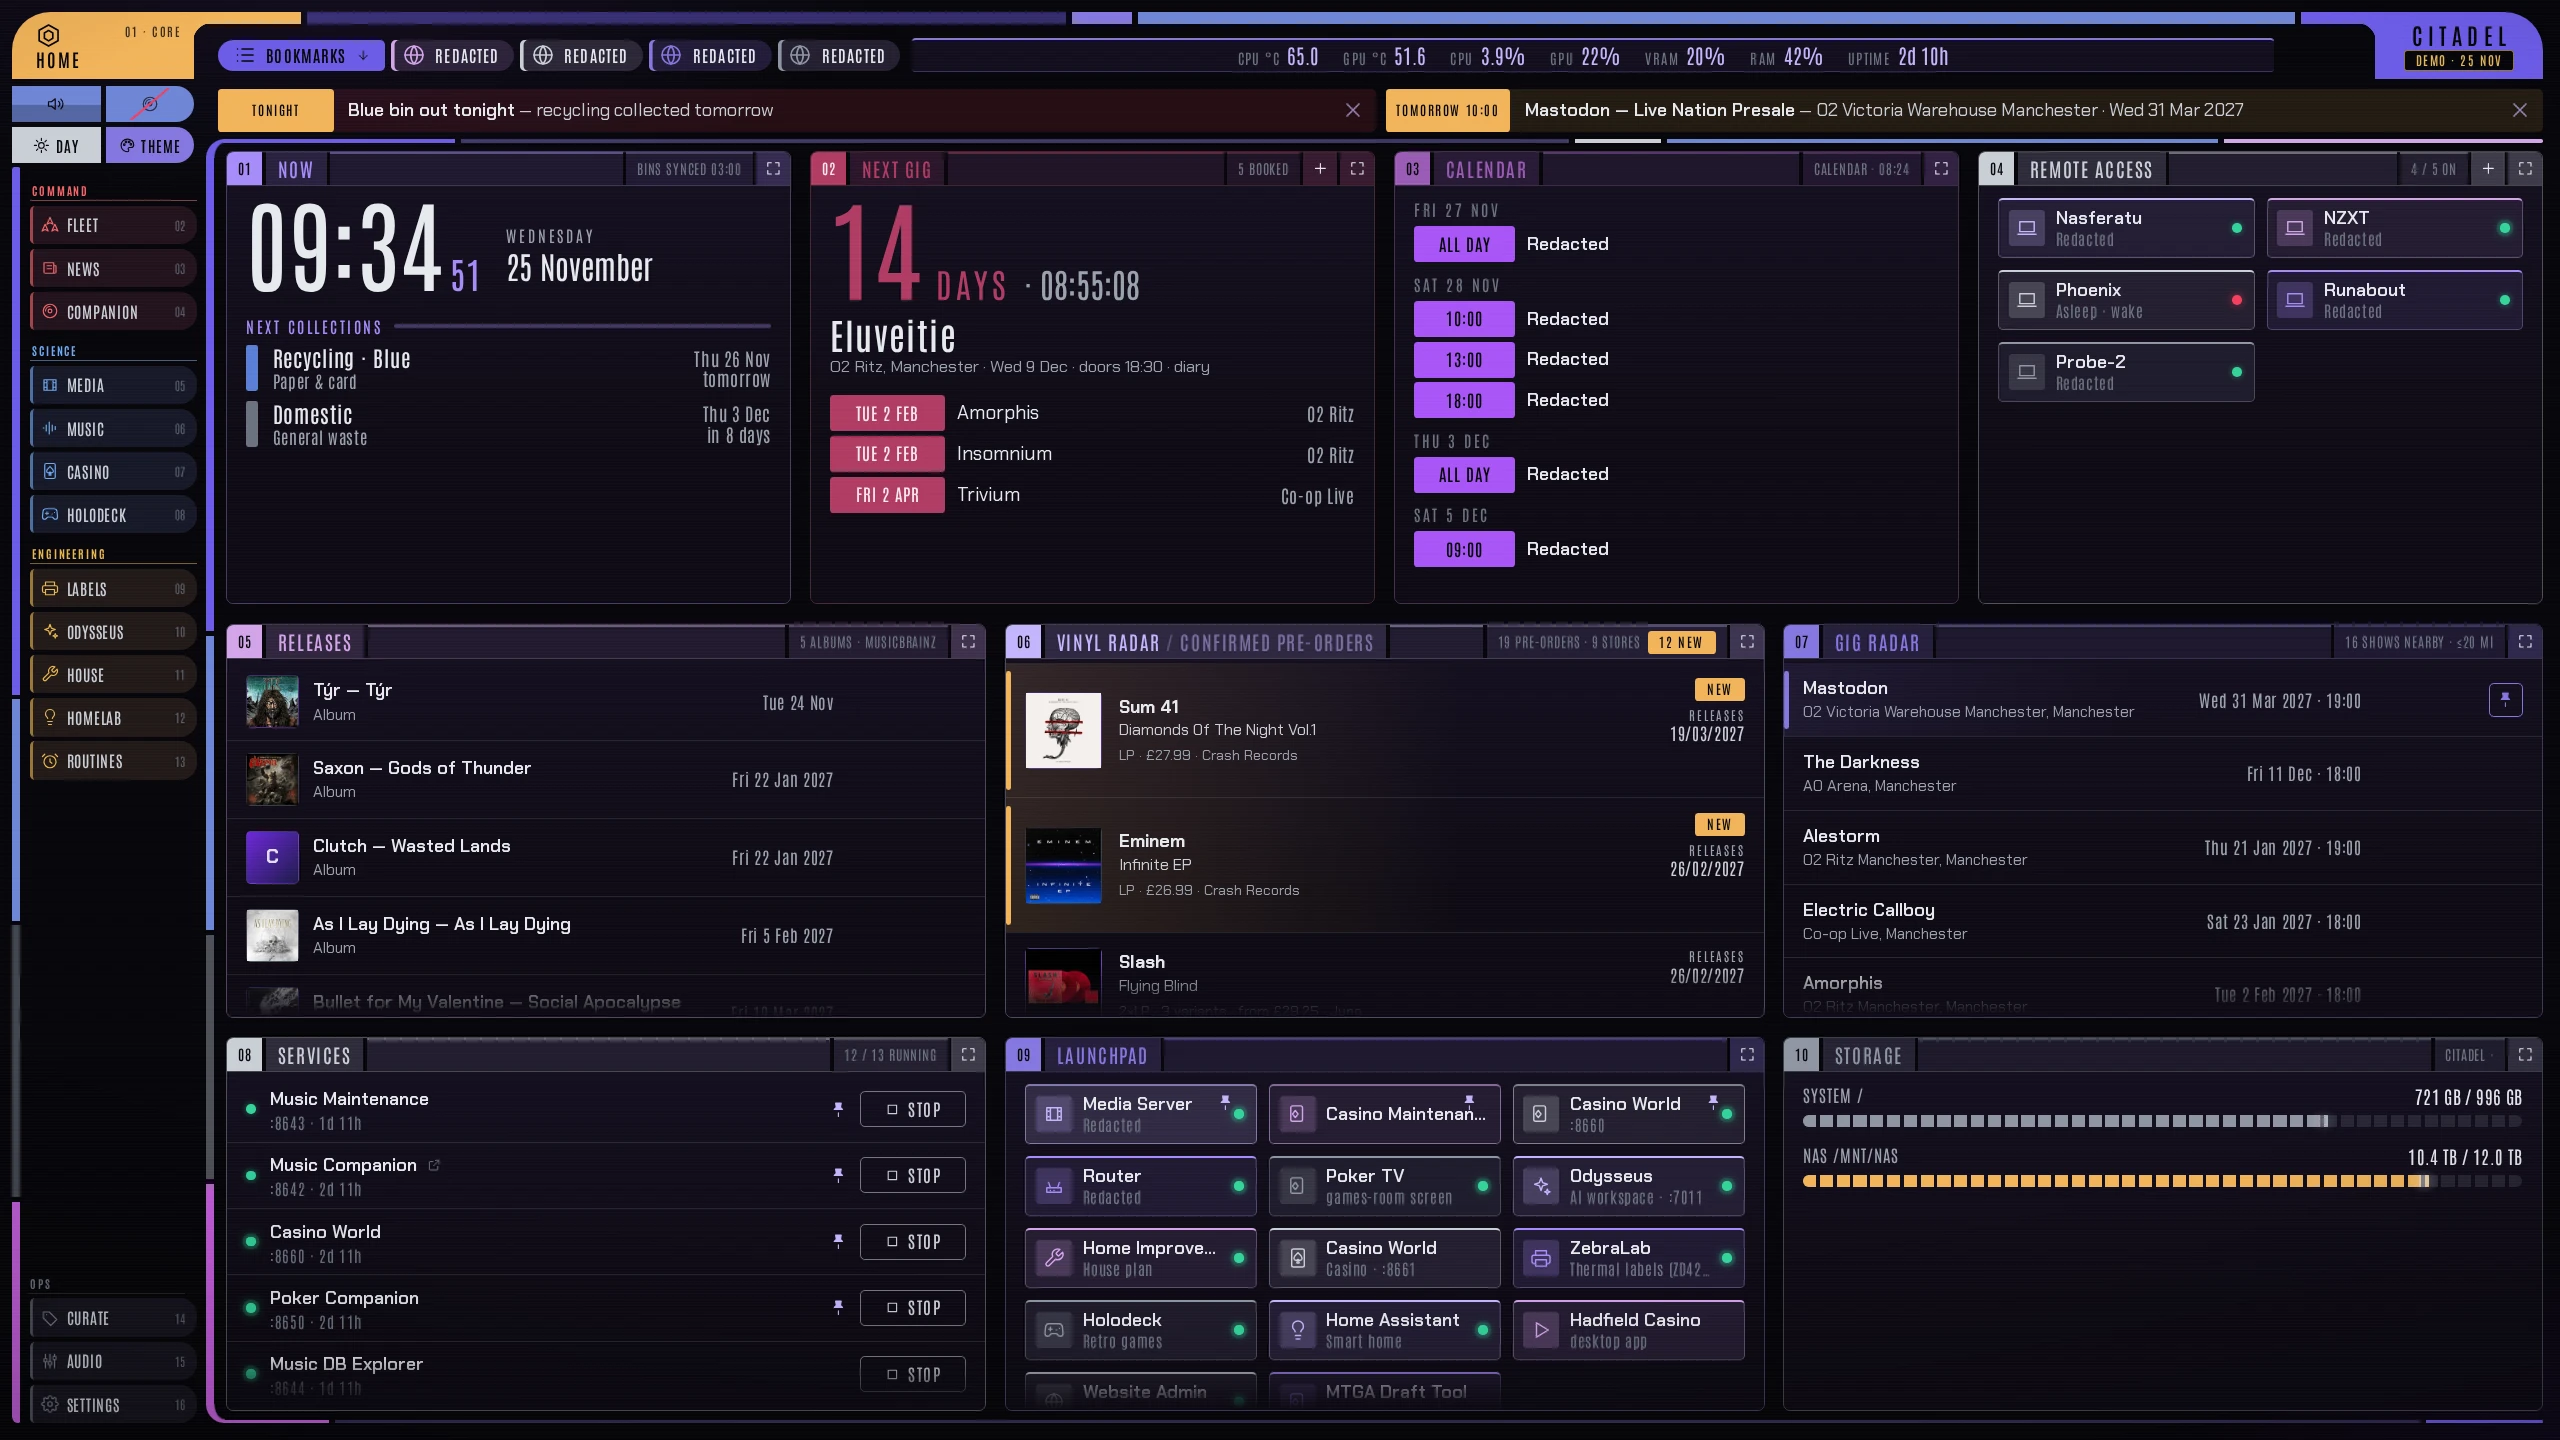 HOME
01 · CORE
BOOKMARKS
REDACTED
REDACTED
REDACTED
REDACTED
CPU °C 65.0 GPU °C 51.6 CPU 3.9% GPU 22% VRAM 20% RAM 42% UPTIME 2d 10h
CITADEL
DEMO · 25 NOV
DAY
THEME
TONIGHT
Blue bin out tonight — recycling collected tomorrow
TOMORROW 10:00
Mastodon — Live Nation Presale — O2 Victoria Warehouse Manchester · Wed 31 Mar 2027
COMMAND
FLEET 02
NEWS 03
COMPANION 04
SCIENCE
MEDIA 05
MUSIC 06
CASINO 07
HOLODECK 08
ENGINEERING
LABELS 09
ODYSSEUS 10
HOUSE 11
HOMELAB 12
ROUTINES 13
OPS
CURATE 14
AUDIO 15
SETTINGS 16
01 NOW BINS SYNCED 03:00
09:34 51
WEDNESDAY
25 November
NEXT COLLECTIONS
Recycling · Blue Thu 26 Nov
Paper & card tomorrow
Domestic Thu 3 Dec
General waste in 8 days
02 NEXT GIG 5 BOOKED
14 DAYS · 08:55:08
Eluveitie
O2 Ritz, Manchester · Wed 9 Dec · doors 18:30 · diary
TUE 2 FEB Amorphis O2 Ritz
TUE 2 FEB Insomnium O2 Ritz
FRI 2 APR Trivium Co-op Live
03 CALENDAR CALENDAR · 08:24
FRI 27 NOV
ALL DAY Redacted
SAT 28 NOV
10:00 Redacted
13:00 Redacted
18:00 Redacted
THU 3 DEC
ALL DAY Redacted
SAT 5 DEC
09:00 Redacted
04 REMOTE ACCESS 4 / 5 ON
Nasferatu
Redacted
NZXT
Redacted
Phoenix
Asleep · wake
Runabout
Redacted
Probe-2
Redacted
05 RELEASES 5 ALBUMS · MUSICBRAINZ
Týr — Týr
Album
Tue 24 Nov
Saxon — Gods of Thunder
Album
Fri 22 Jan 2027
C
Clutch — Wasted Lands
Album
Fri 22 Jan 2027
As I Lay Dying — As I Lay Dying
Album
Fri 5 Feb 2027
Bullet for My Valentine — Social Apocalypse
06 VINYL RADAR / CONFIRMED PRE-ORDERS 19 PRE-ORDERS · 9 STORES 12 NEW
NEW
Sum 41
Diamonds Of The Night Vol.1
LP · £27.99 · Crash Records
RELEASES
19/03/2027
NEW
EMINEM
INFINITE
EP
Eminem
Infinite EP
LP · £26.99 · Crash Records
RELEASES
26/02/2027
Slash
Flying Blind
RELEASES
26/02/2027
07 GIG RADAR 16 SHOWS NEARBY · ≤20 MI
Mastodon
O2 Victoria Warehouse Manchester, Manchester
Wed 31 Mar 2027 · 19:00
The Darkness
AO Arena, Manchester
Fri 11 Dec · 18:00
Alestorm
O2 Ritz Manchester, Manchester
Thu 21 Jan 2027 · 19:00
Electric Callboy
Co-op Live, Manchester
Sat 23 Jan 2027 · 18:00
Amorphis
O2 Ritz Manchester, Manchester
Tue 2 Feb 2027 · 18:00
08 SERVICES 12 / 13 RUNNING
Music Maintenance
:8643 · 1d 11h
STOP
Music Companion
:8642 · 2d 11h
STOP
Casino World
:8660 · 2d 11h
STOP
Poker Companion
:8650 · 2d 11h
STOP
Music DB Explorer
:8644 · 1d 11h
STOP
09 LAUNCHPAD
Media Server
Redacted
Casino Maintenan...
Casino World
:8660
Router
Redacted
Poker TV
games-room screen
Odysseus
AI workspace · :7011
Home Improve...
House plan
Casino World
Casino · :8661
ZebraLab
Thermal labels (ZD42...
Holodeck
Retro games
Home Assistant
Smart home
Hadfield Casino
desktop app
Website Admin
MTGA Draft Tool
10 STORAGE CITADEL ·
SYSTEM / 721 GB / 996 GB
NAS /MNT/NAS 10.4 TB / 12.0 TB